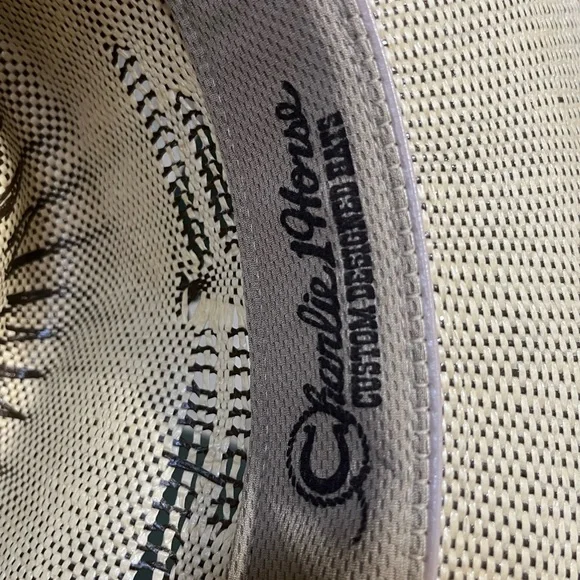 Charlie 1 Horse
CUSTOM DESIGNED HATS